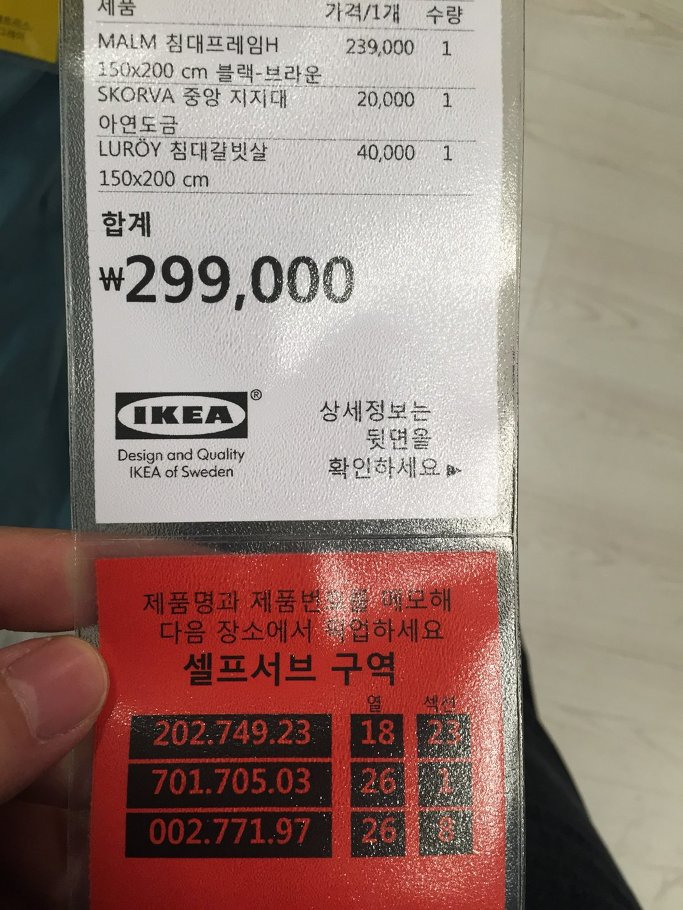 제품 가격/1개 수량
MALM 침대프레임H 239,000 1
150x200 cm 블랙-브라운
SKORVA 중앙 지지대 20,000 1
아연도금
LURÖY 침대갈빗살 40,000 1
150x200 cm
합계
₩299,000
IKEA®
Design and Quality
IKEA of Sweden
상세정보는
뒷면을
확인하세요
제품명과 제품번호를 메모해
다음 장소에서 픽업하세요
셀프서브 구역
열 섹션
202.749.23 18 23
701.705.03 26 1
002.771.97 26 8